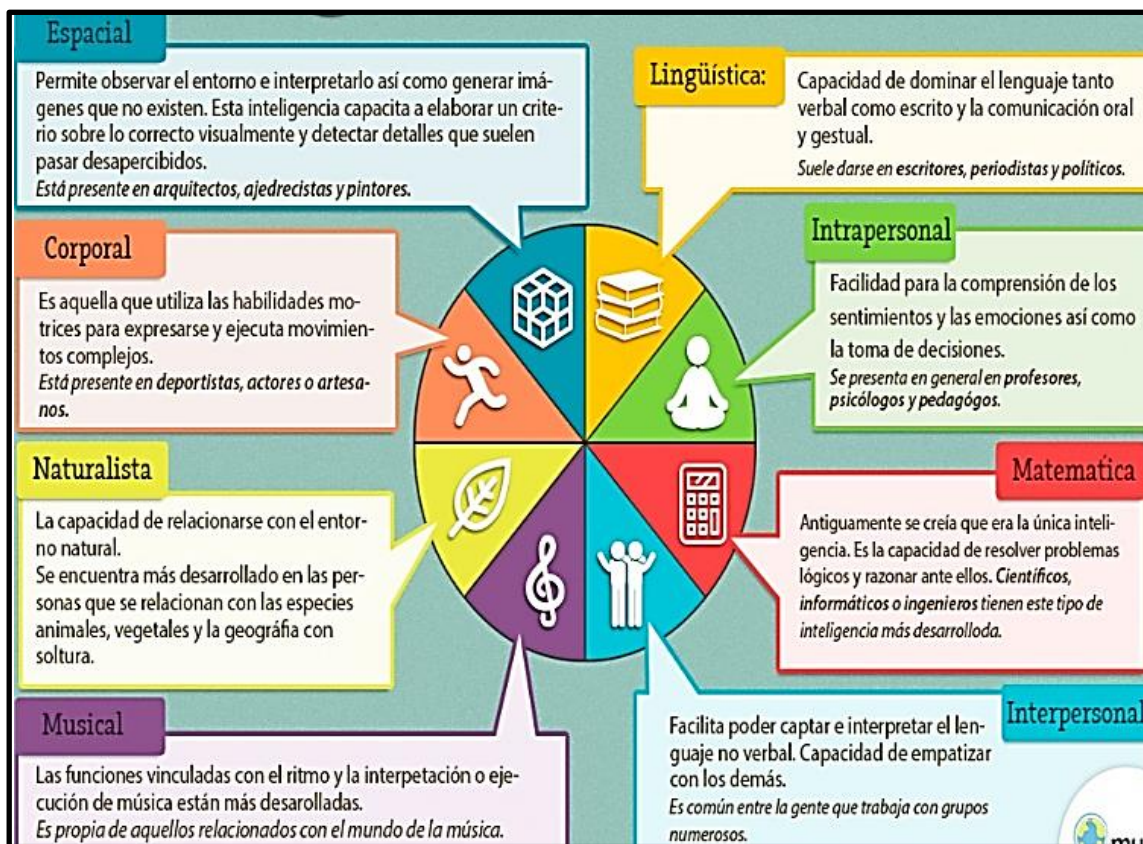 Espacial
Permite observar el entorno e interpretarlo así como generar imá-
genes que no existen. Esta inteligencia capacita a elaborar un crite-
rio sobre lo correcto visualmente y detectar detalles que suelen
pasar desapercibidos.
Está presente en arquitectos, ajedrecistas y pintores.
Lingüística:
Capacidad de dominar el lenguaje tanto
verbal como escrito y la comunicación oral
y gestual.
Suele darse en escritores, periodistas y políticos.
Corporal
Es aquella que utiliza las habilidades mo-
trices para expresarse y ejecuta movimien-
tos complejos.
Está presente en deportistas, actores o artesa-
nos.
Intrapersonal
Facilidad para la comprensión de los
sentimientos y las emociones así como
la toma de decisiones.
Se presenta en general en profesores,
psicólogos y pedagógos.
Naturalista
La capacidad de relacionarse con el entor-
no natural.
Se encuentra más desarrollado en las per-
sonas que se relacionan con las especies
animales, vegetales y la geográfia con
soltura.
Matematica
Antiguamente se creía que era la única inteli-
gencia. Es la capacidad de resolver problemas
lógicos y razonar ante ellos. Científicos,
informáticos o ingenieros tienen este tipo de
inteligencia más desarrolloda.
Musical
Las funciones vinculadas con el ritmo y la interpetación o eje-
cución de música están más desarolladas.
Es propia de aquellos relacionados con el mundo de la música.
Interpersonal
Facilita poder captar e interpretar el len-
guaje no verbal. Capacidad de empatizar
con los demás.
Es común entre la gente que trabaja con grupos
numerosos.